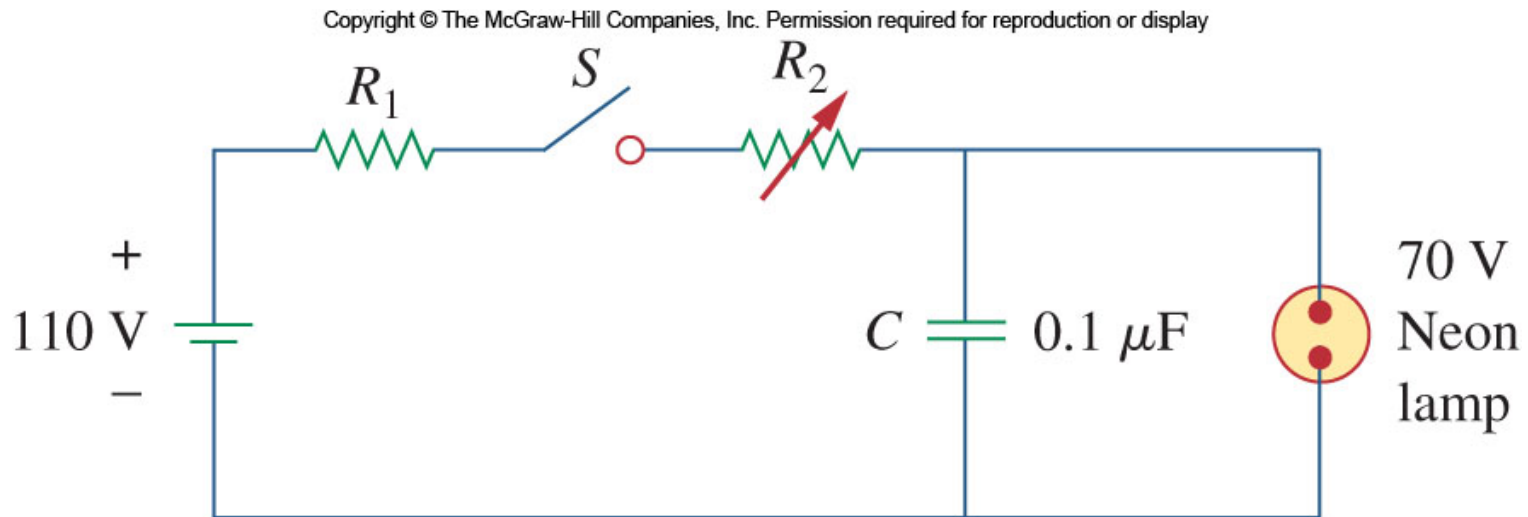 Copyright © The McGraw-Hill Companies, Inc. Permission required for reproduction or display
R1
S
R2
+
110 V
−
C
0.1 μF
70 V
Neon
lamp